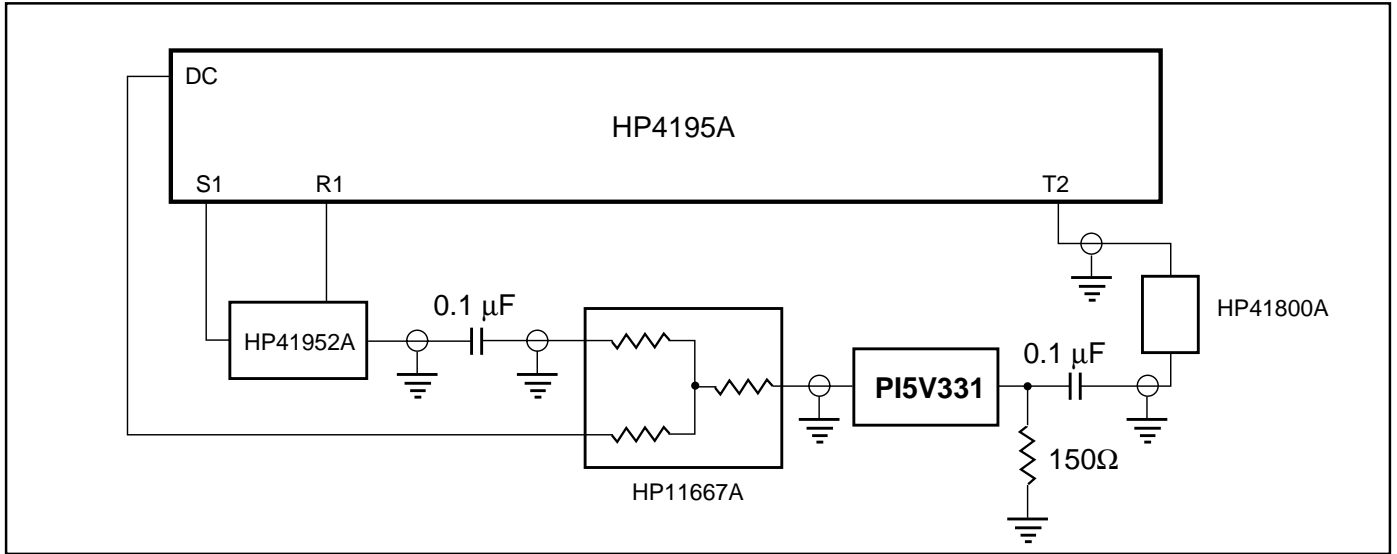 DC
HP4195A
S1
R1
T2
0.1 μF
HP41952A
HP11667A
PI5V331
0.1 μF
150Ω
HP41800A